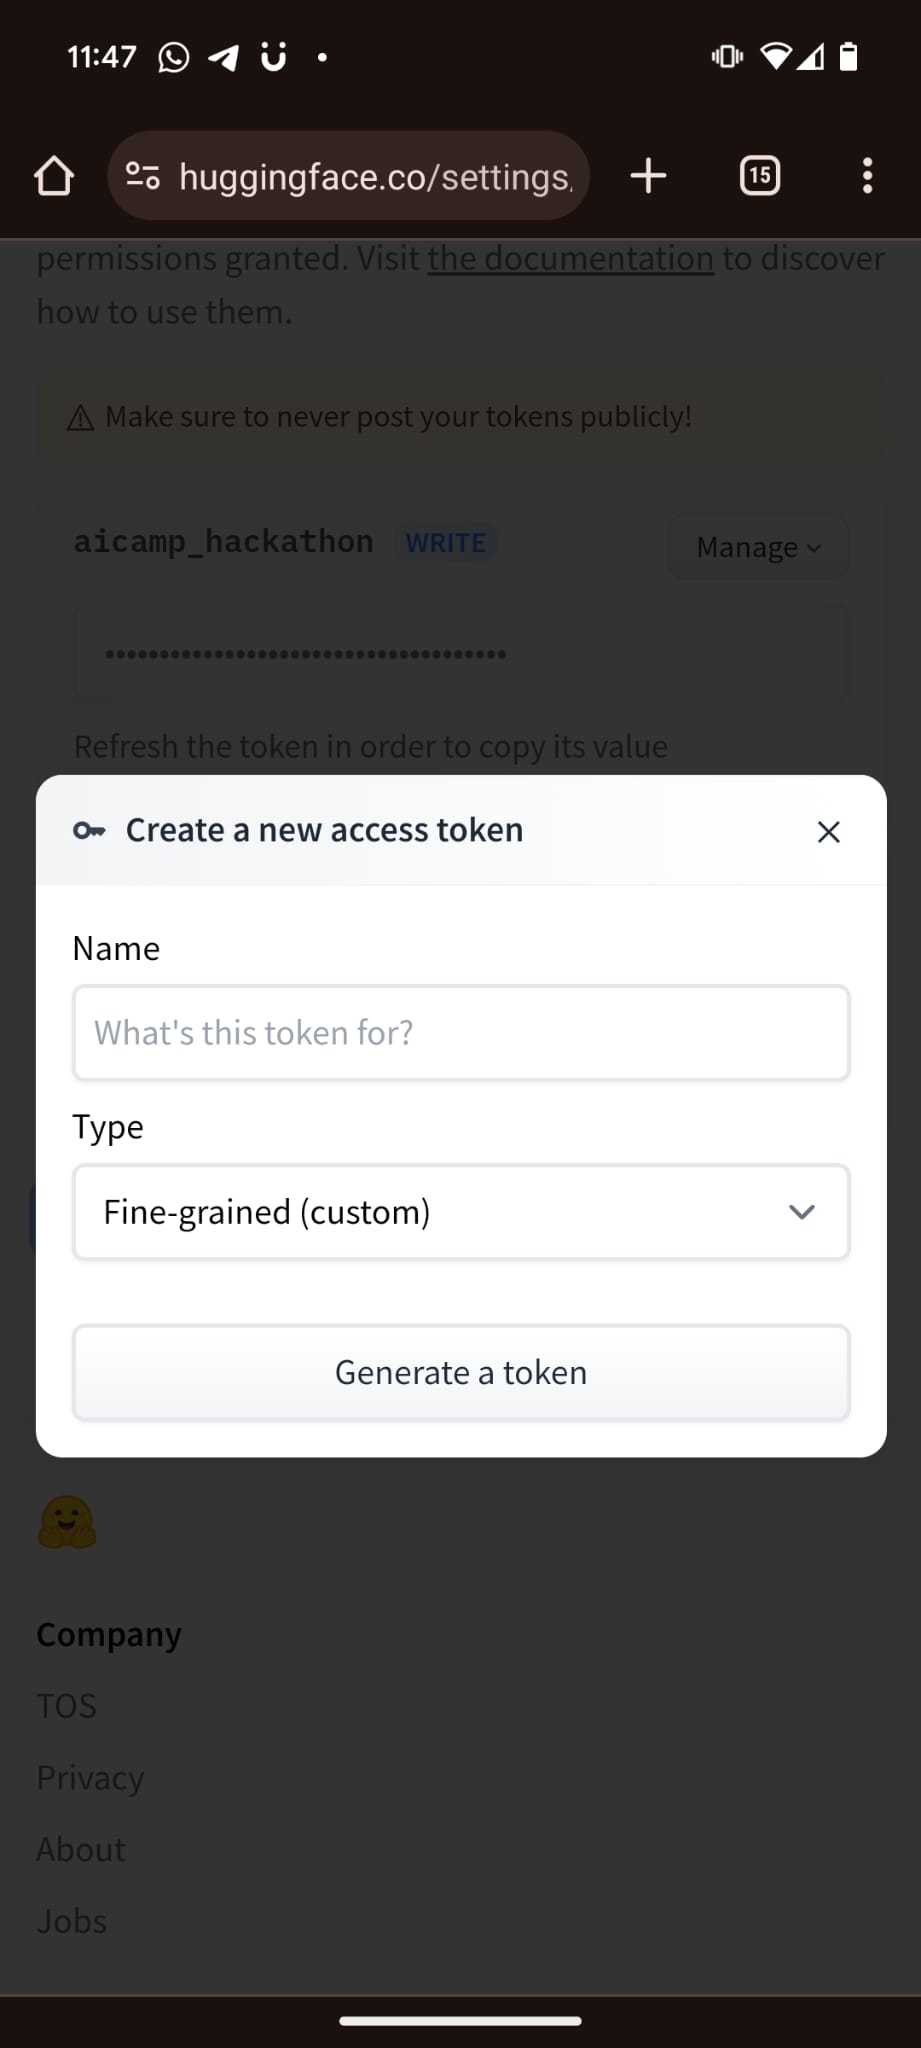 11:47
huggingface.co/settings
15
permissions granted. Visit the documentation to discover
how to use them.
⚠ Make sure to never post your tokens publicly!
aicamp_hackathon WRITE
Manage
••••••••••••••••••••••••••••••••••••••
Refresh the token in order to copy its value
Create a new access token
Name
What's this token for?
Type
Fine-grained (custom)
Generate a token
Company
TOS
Privacy
About
Jobs